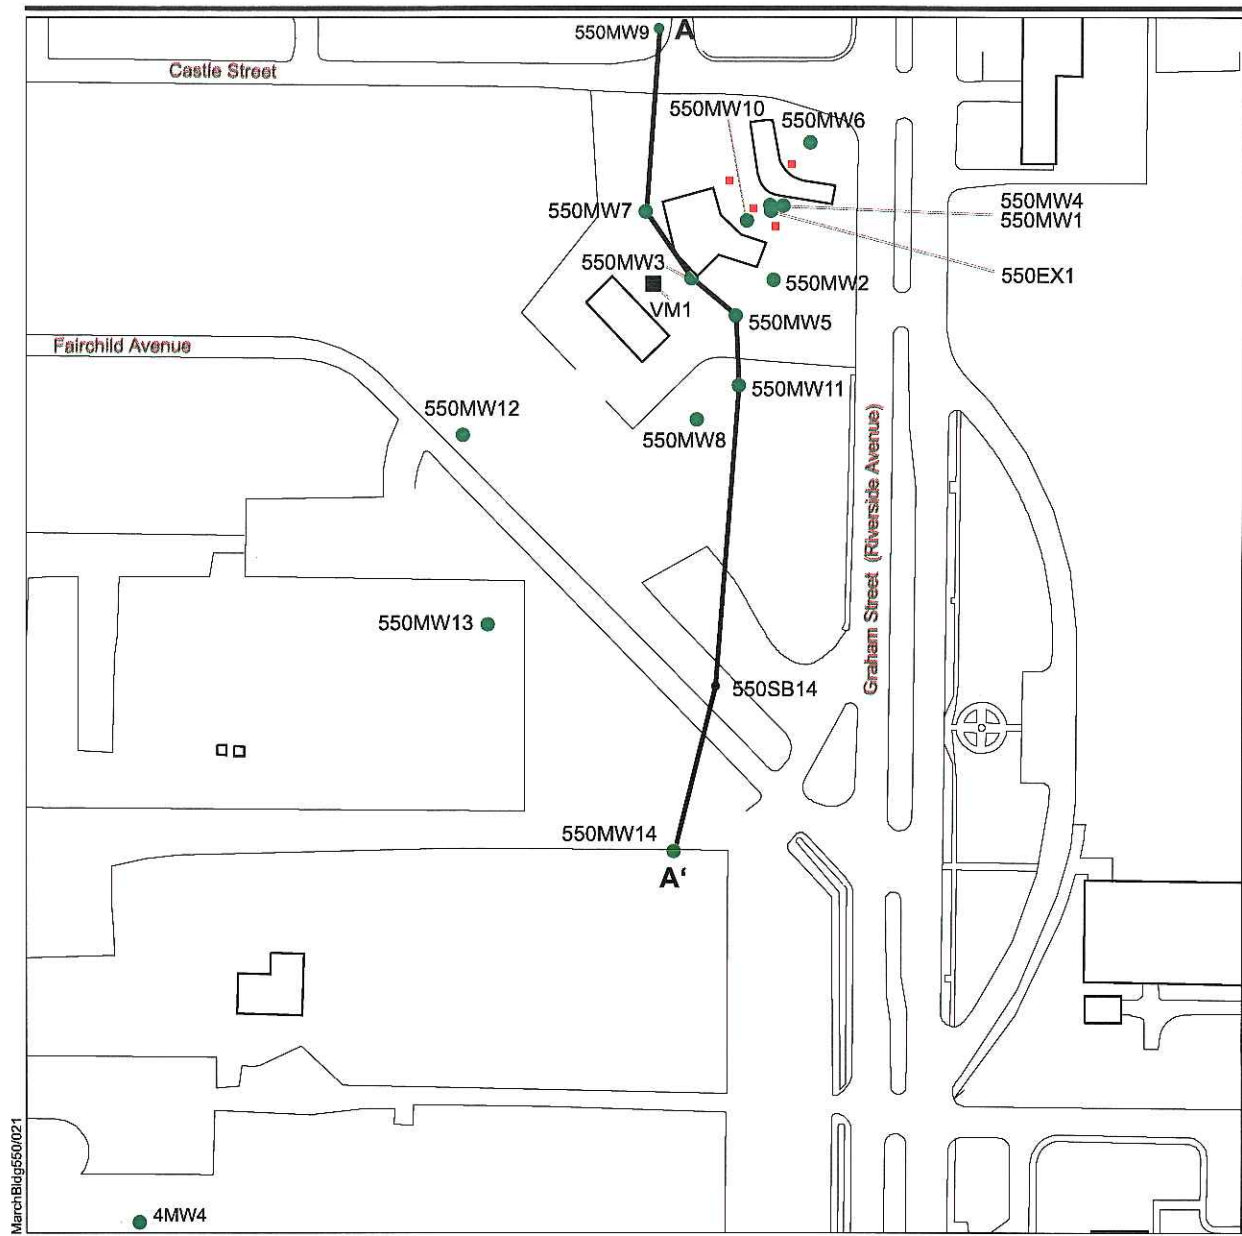 550MW9
A
Castle Street
550MW10
550MW6
550MW4
550MW1
550MW7
550MW3
550EX1
550MW2
VM1
550MW5
Fairchild Avenue
550MW11
550MW12
550MW8
Graham Street (Riverside Avenue)
550MW13
550SB14
550MW14
A‘
MarchBldg550/021
4MW4